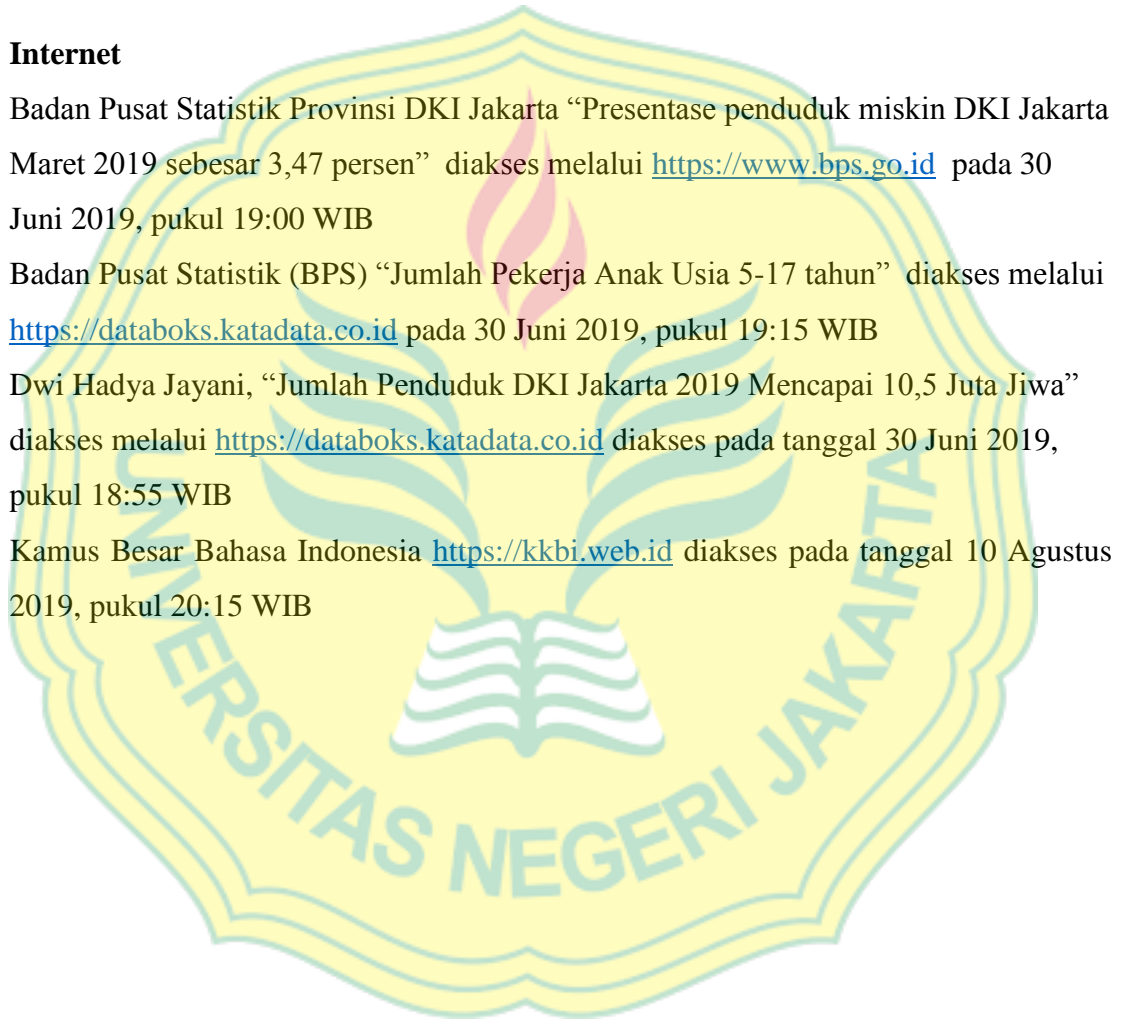 Internet
Badan Pusat Statistik Provinsi DKI Jakarta “Presentase penduduk miskin DKI Jakarta
Maret 2019 sebesar 3,47 persen” diakses melalui https://www.bps.go.id pada 30
Juni 2019, pukul 19:00 WIB
Badan Pusat Statistik (BPS) “Jumlah Pekerja Anak Usia 5-17 tahun” diakses melalui
https://databoks.katadata.co.id pada 30 Juni 2019, pukul 19:15 WIB
Dwi Hadya Jayani, “Jumlah Penduduk DKI Jakarta 2019 Mencapai 10,5 Juta Jiwa”
diakses melalui https://databoks.katadata.co.id diakses pada tanggal 30 Juni 2019,
pukul 18:55 WIB
Kamus Besar Bahasa Indonesia https://kkbi.web.id diakses pada tanggal 10 Agustus
2019, pukul 20:15 WIB
UNIVERSITAS NEGERI JAKARTA